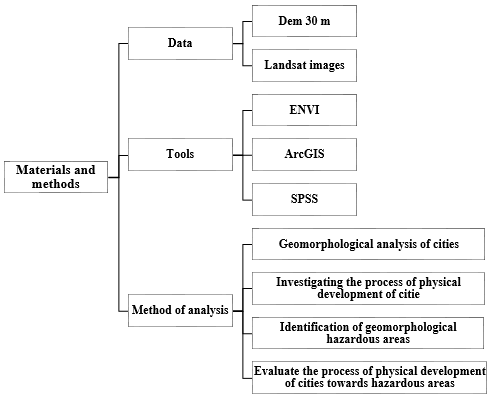 Materials and
methods
Data
Dem 30 m
Landsat images
Tools
ENVI
ArcGIS
SPSS
Method of analysis
Geomorphological analysis of cities
Investigating the process of physical
development of citie
Identification of geomorphological
hazardous areas
Evaluate the process of physical development
of cities towards hazardous areas